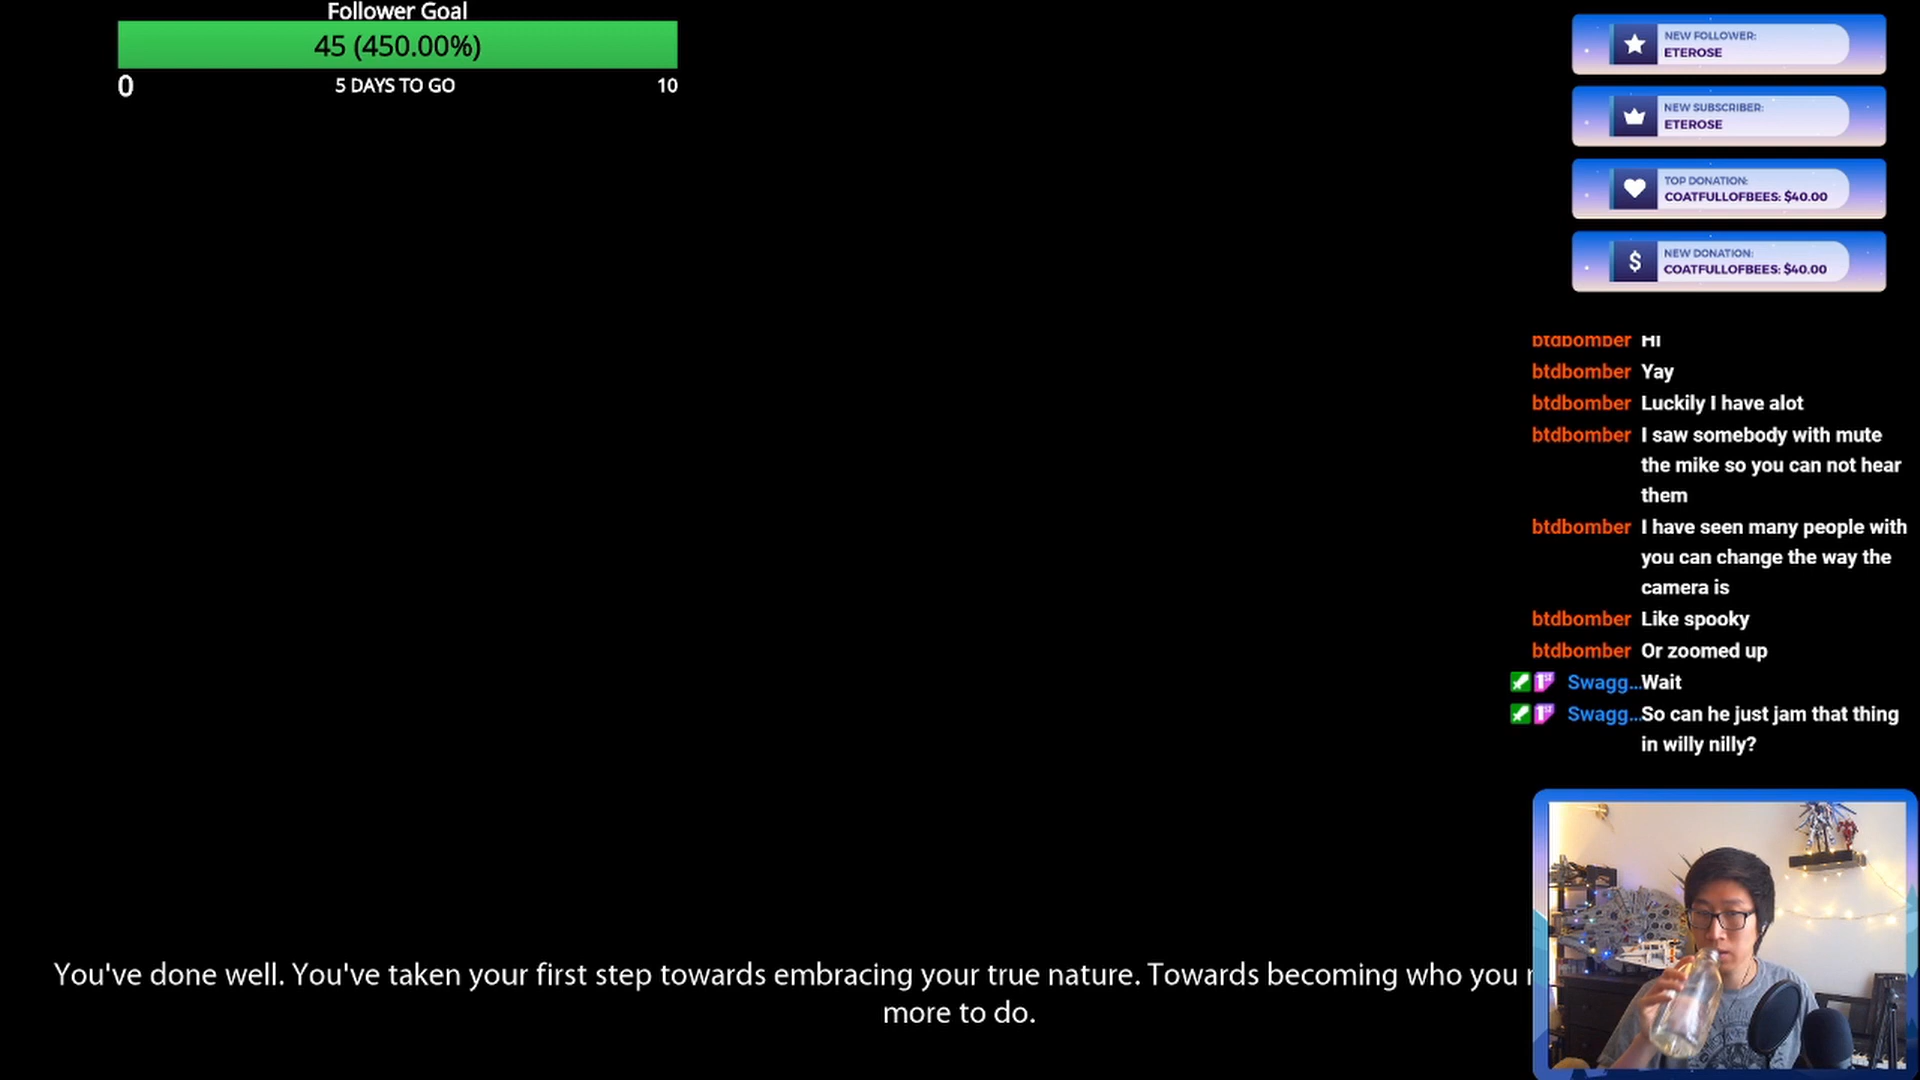 Follower Goal
45 (450.00%)
0 5 DAYS TO GO 10
NEW FOLLOWER:
ETEROSE
NEW SUBSCRIBER:
ETEROSE
TOP DONATION:
COATFULLOFBEES: $40.00
NEW DONATION:
COATFULLOFBEES: $40.00
btdbomber Hi
btdbomber Yay
btdbomber Luckily I have alot
btdbomber I saw somebody with mute
the mike so you can not hear
them
btdbomber I have seen many people with
you can change the way the
camera is
btdbomber Like spooky
btdbomber Or zoomed up
Swagg...Wait
Swagg...So can he just jam that thing
in willy nilly?
You've done well. You've taken your first step towards embracing your true nature. Towards becoming who you
more to do.